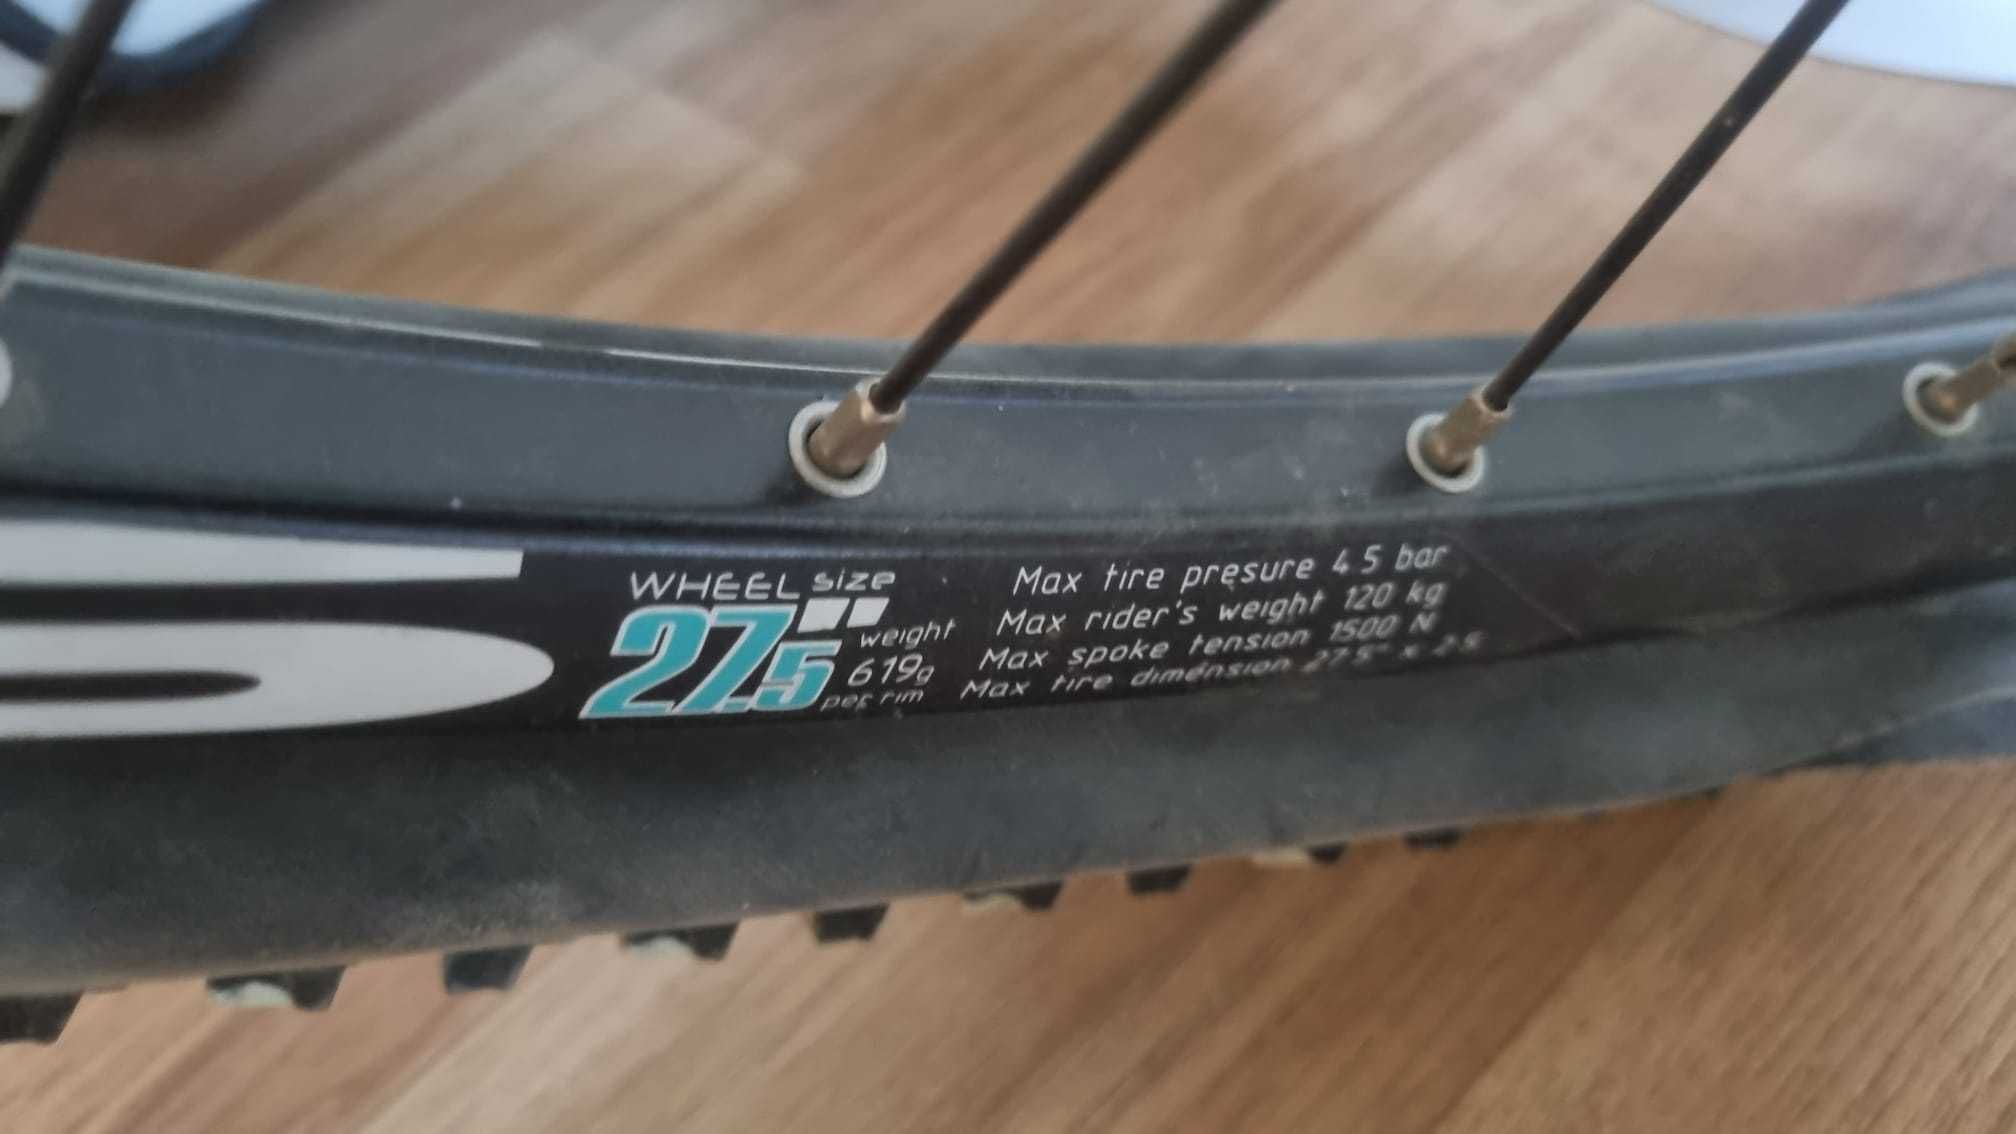 WHEEL size
27.5"
weight
619g
per rim
Max tire presure 4.5 bar
Max rider's weight 120 kg
Max spoke tension 1500 N
Max tire dimension 27.5" x 2.5